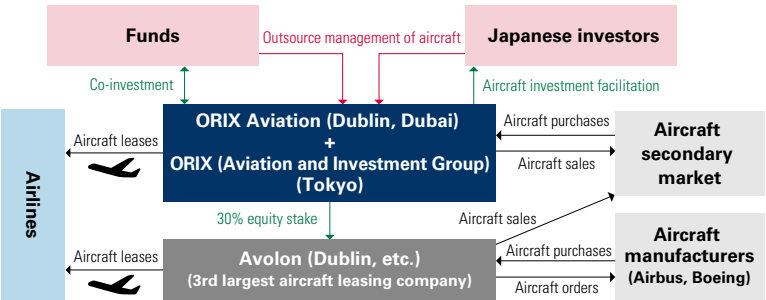 Funds
Outsource management of aircraft
Japanese investors
Co-investment
Aircraft investment facilitation
Airlines
Aircraft leases
ORIX Aviation (Dublin, Dubai)
+
ORIX (Aviation and Investment Group)
(Tokyo)
Aircraft purchases
Aircraft sales
Aircraft
secondary
market
30% equity stake
Aircraft sales
Aircraft leases
Avolon (Dublin, etc.)
(3rd largest aircraft leasing company)
Aircraft purchases
Aircraft orders
Aircraft
manufacturers
(Airbus, Boeing)